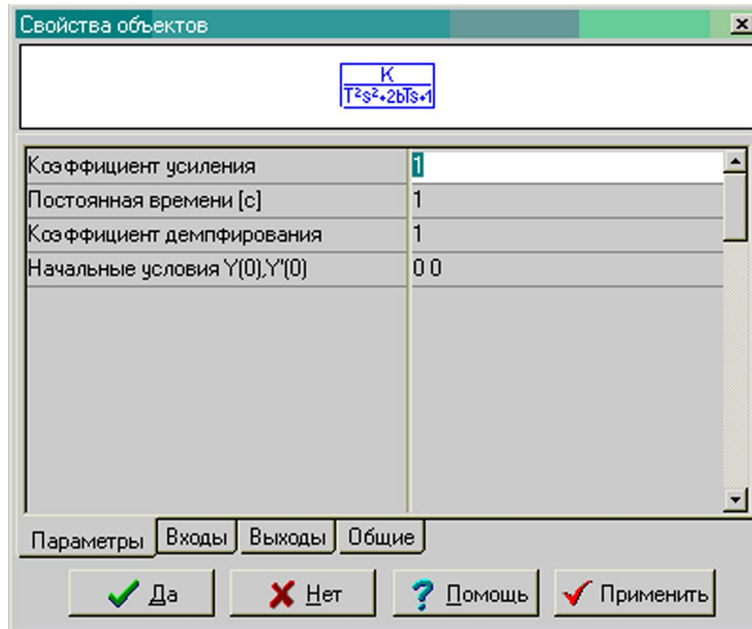 Свойства объектов
K
T²s²+2bTs+1
Коэффициент усиления 1
Постоянная времени [с] 1
Коэффициент демпфирования 1
Начальные условия Y(0),Y'(0) 0 0
Параметры Входы Выходы Общие
Да Нет Помощь Применить